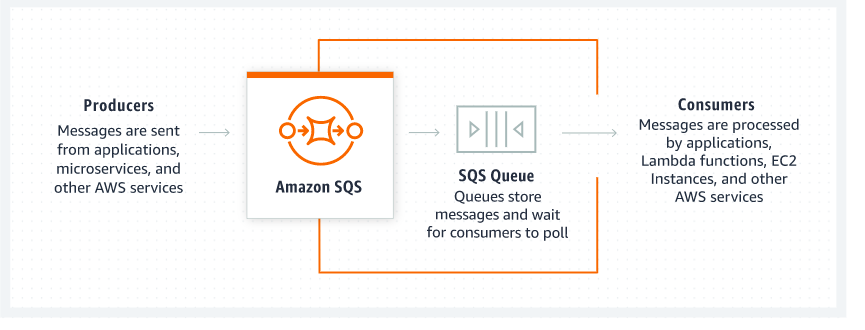 Producers
Messages are sent
from applications,
microservices, and
other AWS services
Amazon SQS
SQS Queue
Queues store
messages and wait
for consumers to poll
Consumers
Messages are processed
by applications,
Lambda functions, EC2
Instances, and other
AWS services